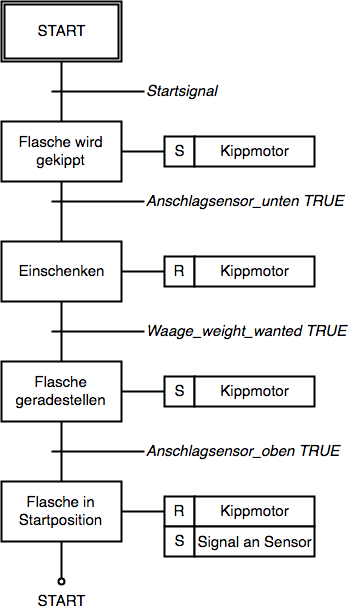 START
Startsignal
Flasche wird
gekippt
S Kippmotor
Anschlagsensor_unten TRUE
Einschenken
R Kippmotor
Waage_weight_wanted TRUE
Flasche
geradestellen
S Kippmotor
Anschlagsensor_oben TRUE
Flasche in
Startposition
R Kippmotor
S Signal an Sensor
START